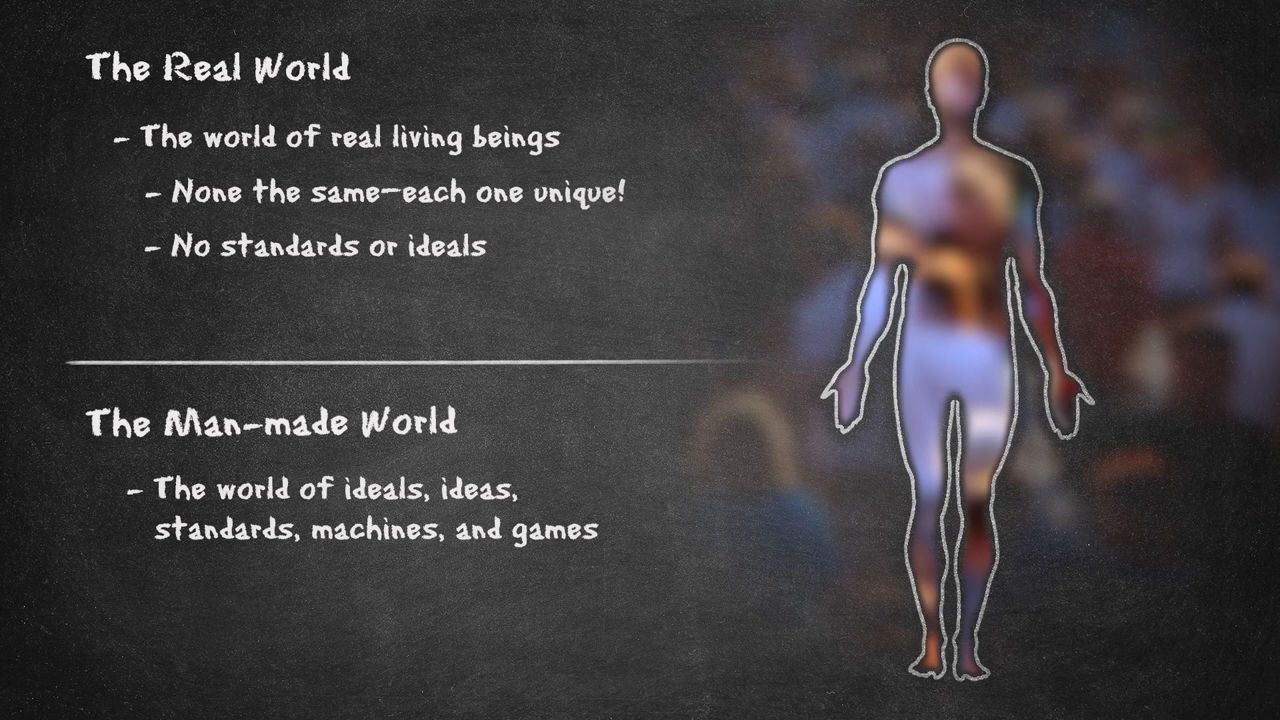 The Real World
– The world of real living beings
– None the same—each one unique!
– No standards or ideals
The Man-made World
– The world of ideals, ideas,
standards, machines, and games